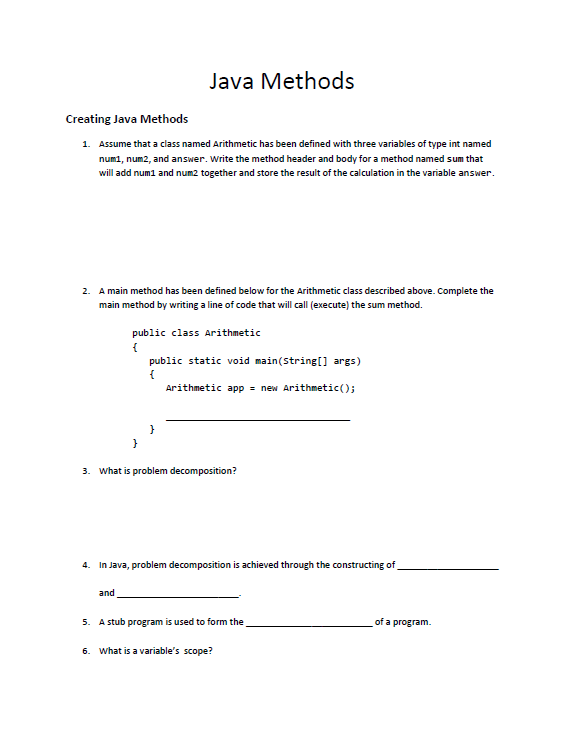 Java Methods
Creating Java Methods
1. Assume that a class named Arithmetic has been defined with three variables of type int named
num1, num2, and answer. Write the method header and body for a method named sum that
will add num1 and num2 together and store the result of the calculation in the variable answer.
2. A main method has been defined below for the Arithmetic class described above. Complete the
main method by writing a line of code that will call (execute) the sum method.
public class Arithmetic
{
public static void main(String[] args)
{
Arithmetic app = new Arithmetic();
____________________
}
}
3. What is problem decomposition?
4. In Java, problem decomposition is achieved through the constructing of ____________________
and ____________________.
5. A stub program is used to form the ____________________ of a program.
6. What is a variable's scope?